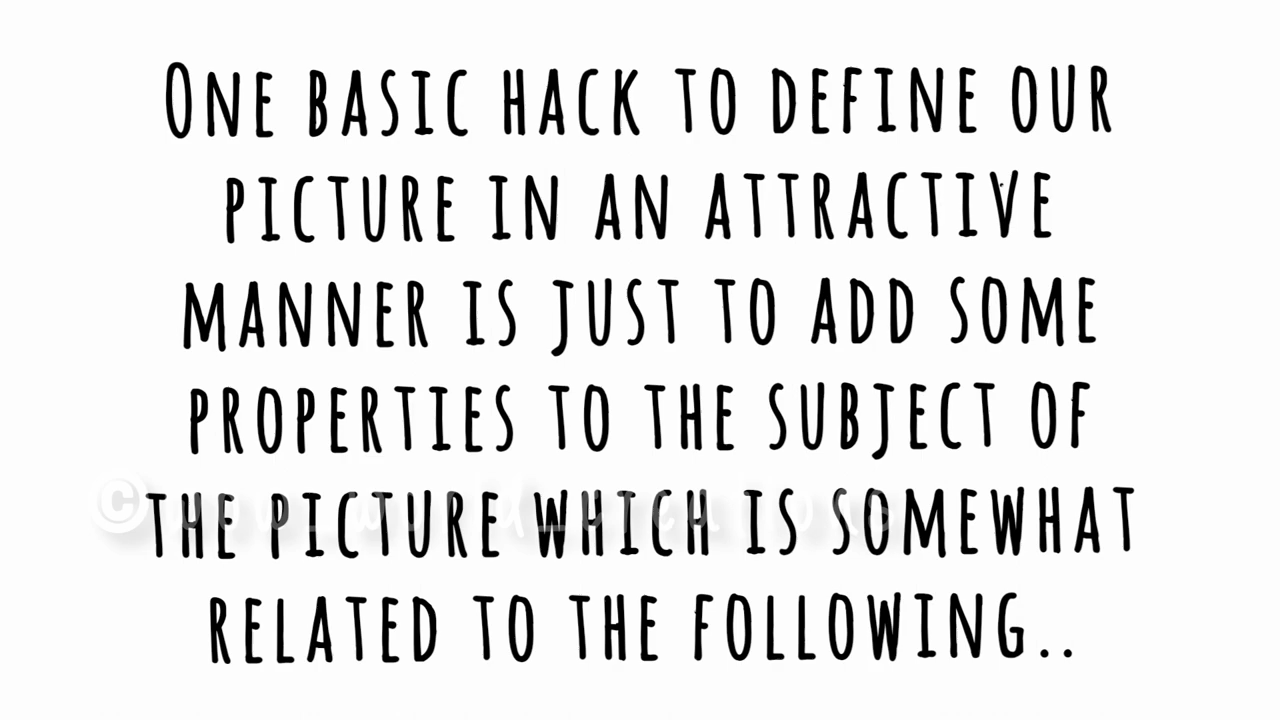 One basic hack to define our
picture in an attractive
manner is just to add some
properties to the subject of
the picture which is somewhat
related to the following..
©